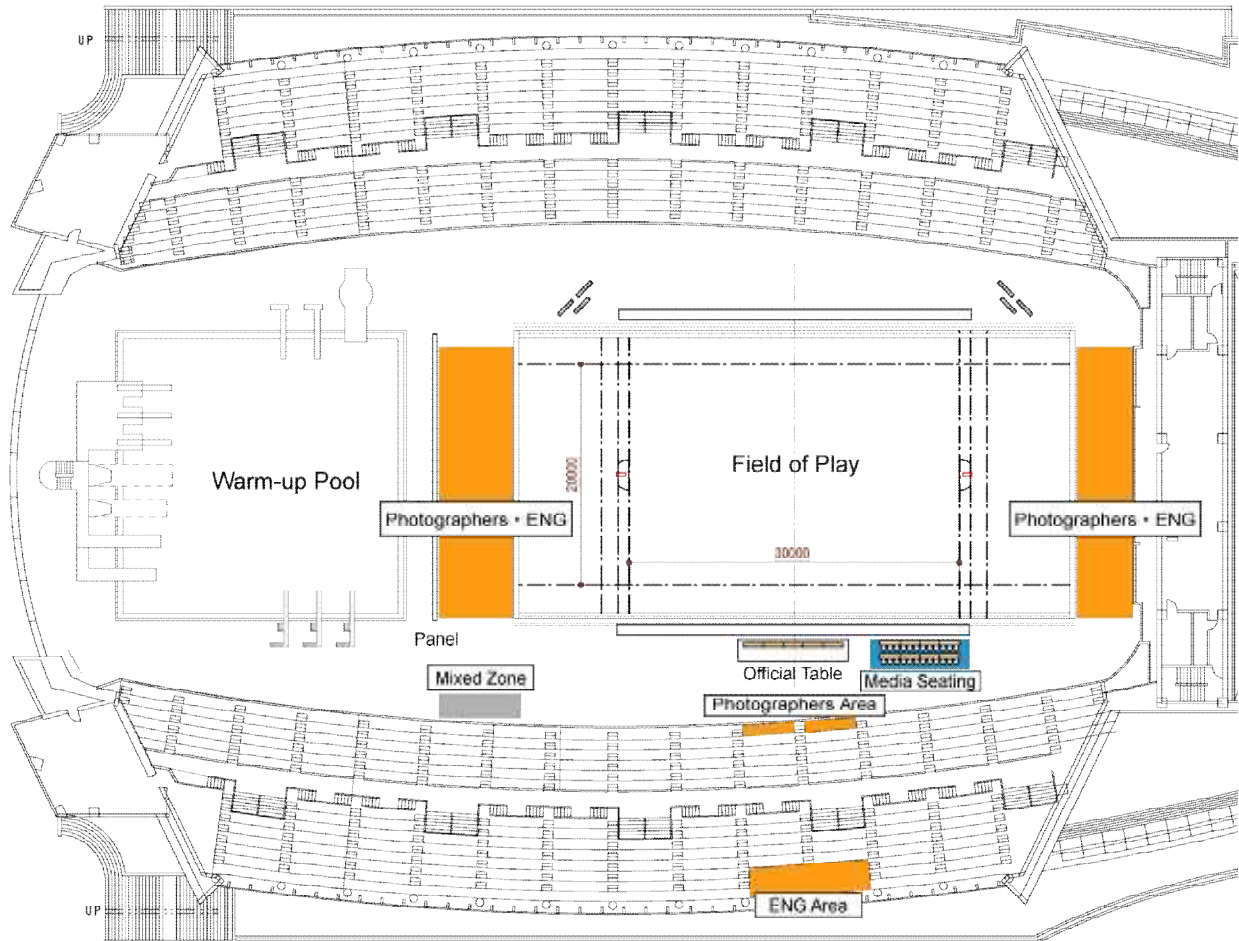 UP
Warm-up Pool
Field of Play
20000
Photographers・ENG
Photographers・ENG
30000
Panel
Official Table
Mixed Zone
Media Seating
Photographers Area
ENG Area
UP